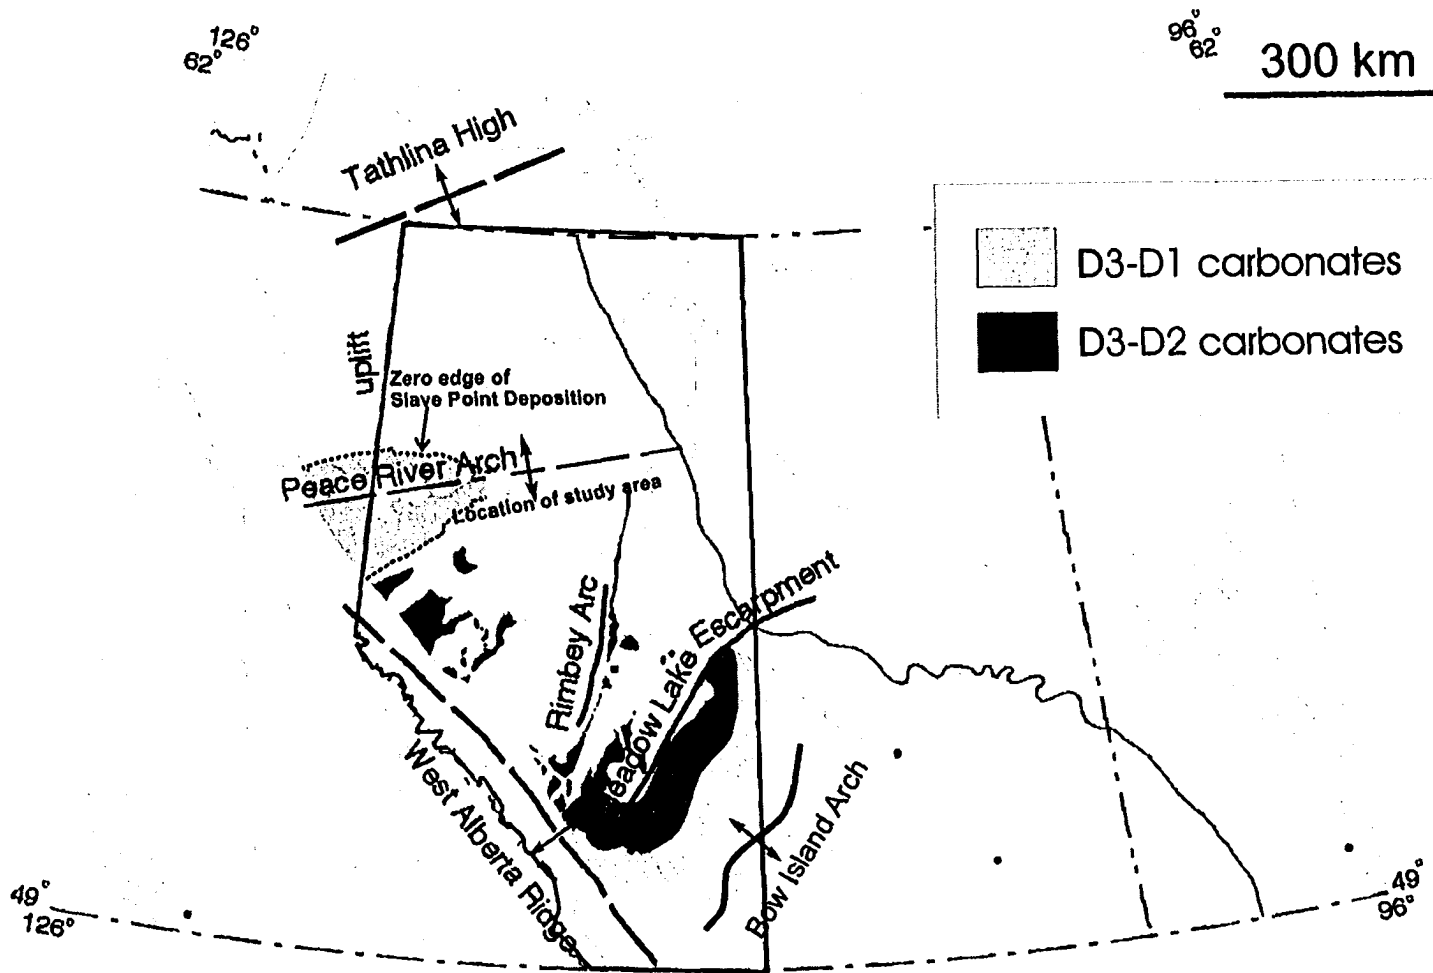 126°
62°
96°
62°
300 km
Tathlina High
D3-D1 carbonates
D3-D2 carbonates
uplift
Zero edge of
Slave Point Deposition
Peace River Arch
Location of study area
Rimbey Arc
eadow Lake Escarpment
West Alberta Ridge
Bow Island Arch
49°
126°
49°
96°